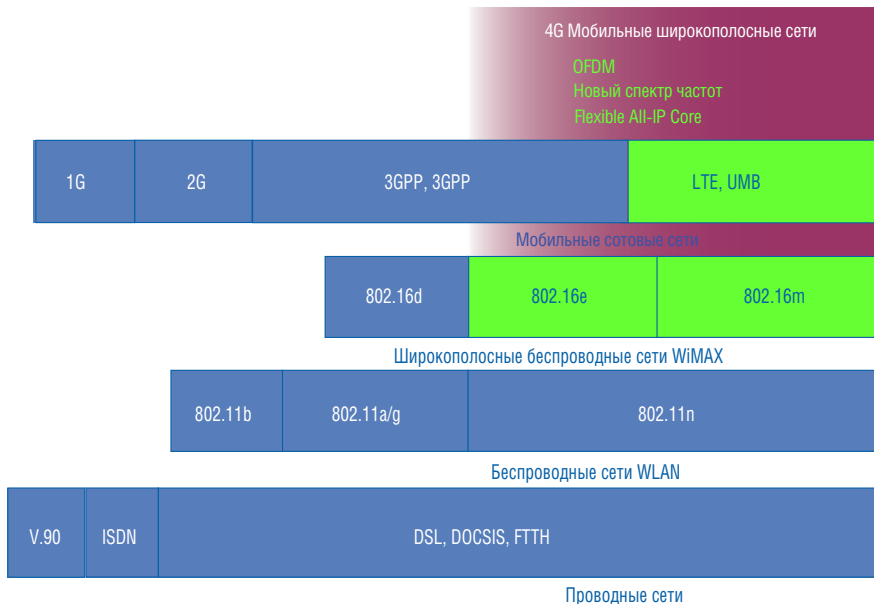 4G Мобильные широкополосные сети
OFDM
Новый спектр частот
Flexible All-IP Core
1G 2G 3GPP, 3GPP LTE, UMB
Мобильные сотовые сети
802.16d 802.16e 802.16m
Широкополосные беспроводные сети WiMAX
802.11b 802.11a/g 802.11n
Беспроводные сети WLAN
V.90 ISDN DSL, DOCSIS, FTTH
Проводные сети